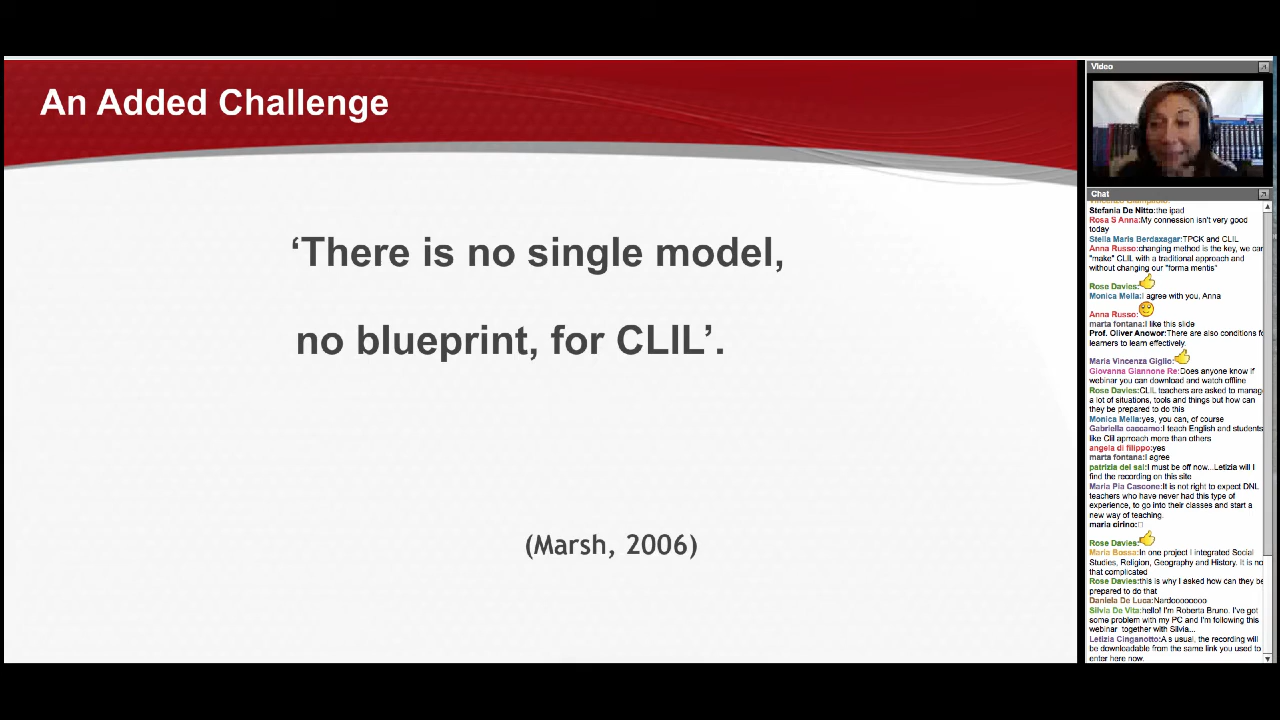 An Added Challenge
‘There is no single model,
no blueprint, for CLIL’.
(Marsh, 2006)
Video
Chat
Stefania De Nitto:the ipad
Rosa S Anna:My connession isn't very good
today
Stella Maris Berdaxagar:TPCK and CLIL
Anna Russo:changing method is the key, we can
"make" CLIL with a traditional approach and
without changing our "forma mentis"
Rose Davies:
Monica Mella:I agree with you, Anna
Anna Russo:
marta fontana:I like this slide
Prof. Oliver Anowor:There are also conditions fo
learners to learn effectively.
Maria Vincenza Giglio:
Giovanna Giannone Re:Does anyone know if
webinar you can download and watch offline
Rose Davies:CLIL teachers are asked to manag
a lot of situations, tools and things but how can
they be prepared to do this
Monica Mella:yes, you can, of course
Gabriella caccamo:I teach English and students
like Clil aprroach more than others
angela di filippo:yes
marta fontana:I agree
patrizia del sal:I must be off now...Letizia will I
find the recording on this site
Maria Pia Cascone:It is not right to expect DNL
teachers who have never had this type of
experience, to go into their classes and start a
new way of teaching.
maria cirino:
Rose Davies:
Maria Bossa:In one project I integrated Social
Studies, Religion, Geography and History. It is no
that complicated
Rose Davies:this is why I asked how can they be
prepared to do that
Daniela De Luca:Nardooooooo
Silvia De Vita:hello! I'm Roberta Bruno. I've got
some problem with my PC and I'm following this
webinar together with Silvia...
Letizia Cinganotto:A s usual, the recording will
be downloadable from the same link you used to
enter here now.